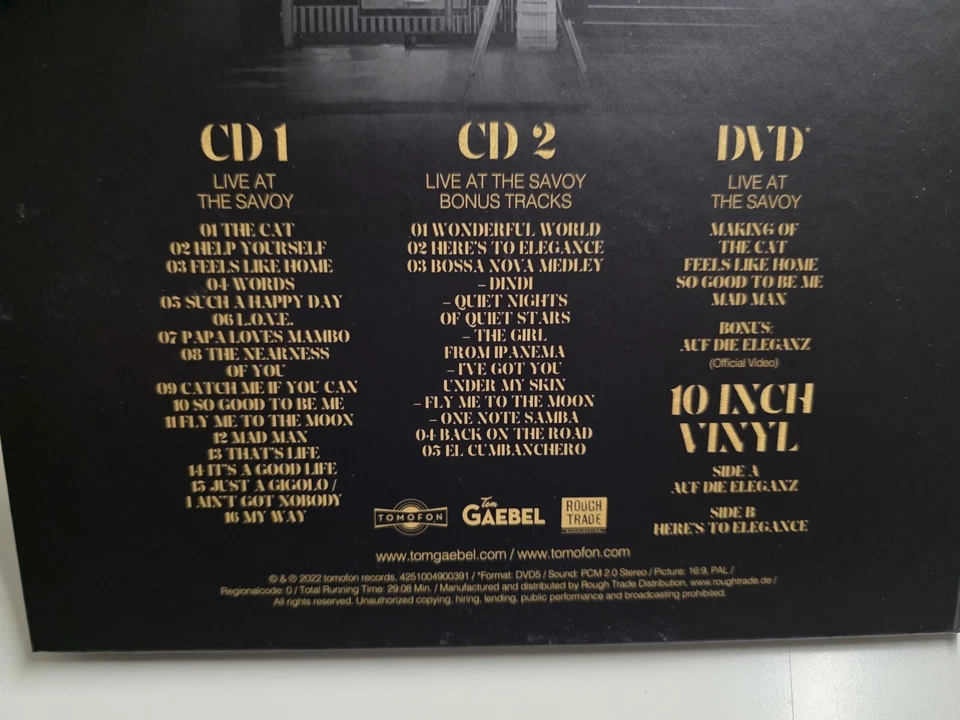 CD 1
LIVE AT
THE SAVOY
01 THE CAT
02 HELP YOURSELF
03 FEELS LIKE HOME
04 WORDS
05 SUCH A HAPPY DAY
06 L.O.V.E.
07 PAPA LOVES MAMBO
08 THE NEARNESS
OF YOU
09 CATCH ME IF YOU CAN
10 SO GOOD TO BE ME
11 FLY ME TO THE MOON
12 MAD MAN
13 THAT'S LIFE
14 IT'S A GOOD LIFE
15 JUST A GIGOLO /
I AIN'T GOT NOBODY
16 MY WAY
CD 2
LIVE AT THE SAVOY
BONUS TRACKS
01 WONDERFUL WORLD
02 HERE'S TO ELEGANCE
03 BOSSA NOVA MEDLEY
– DINDI
– QUIET NIGHTS
OF QUIET STARS
– THE GIRL
FROM IPANEMA
– I'VE GOT YOU
UNDER MY SKIN
– FLY ME TO THE MOON
– ONE NOTE SAMBA
04 BACK ON THE ROAD
05 EL CUMBANCHERO
DVD*
LIVE AT
THE SAVOY
MAKING OF
THE CAT
FEELS LIKE HOME
SO GOOD TO BE ME
MAD MAN
BONUS:
AUF DIE ELEGANZ
(Official Video)
10 INCH
VINYL
SIDE A
AUF DIE ELEGANZ
SIDE B
HERE'S TO ELEGANCE
TOMOFON
Tom
GAEBEL
ROUGH
TRADE
www.tomgaebel.com / www.tomofon.com
© & ℗ 2022 tomofon records, 4251004900391 / *Format: DVD5 / Sound: PCM 2.0 Stereo / Picture: 16:9, PAL /
Regionalcode: 0 / Total Running Time: 29.08 Min. / Manufactured and distributed by Rough Trade Distribution, www.roughtrade.de /
All rights reserved. Unauthorized copying, hiring, lending, public performance and broadcasting prohibited.